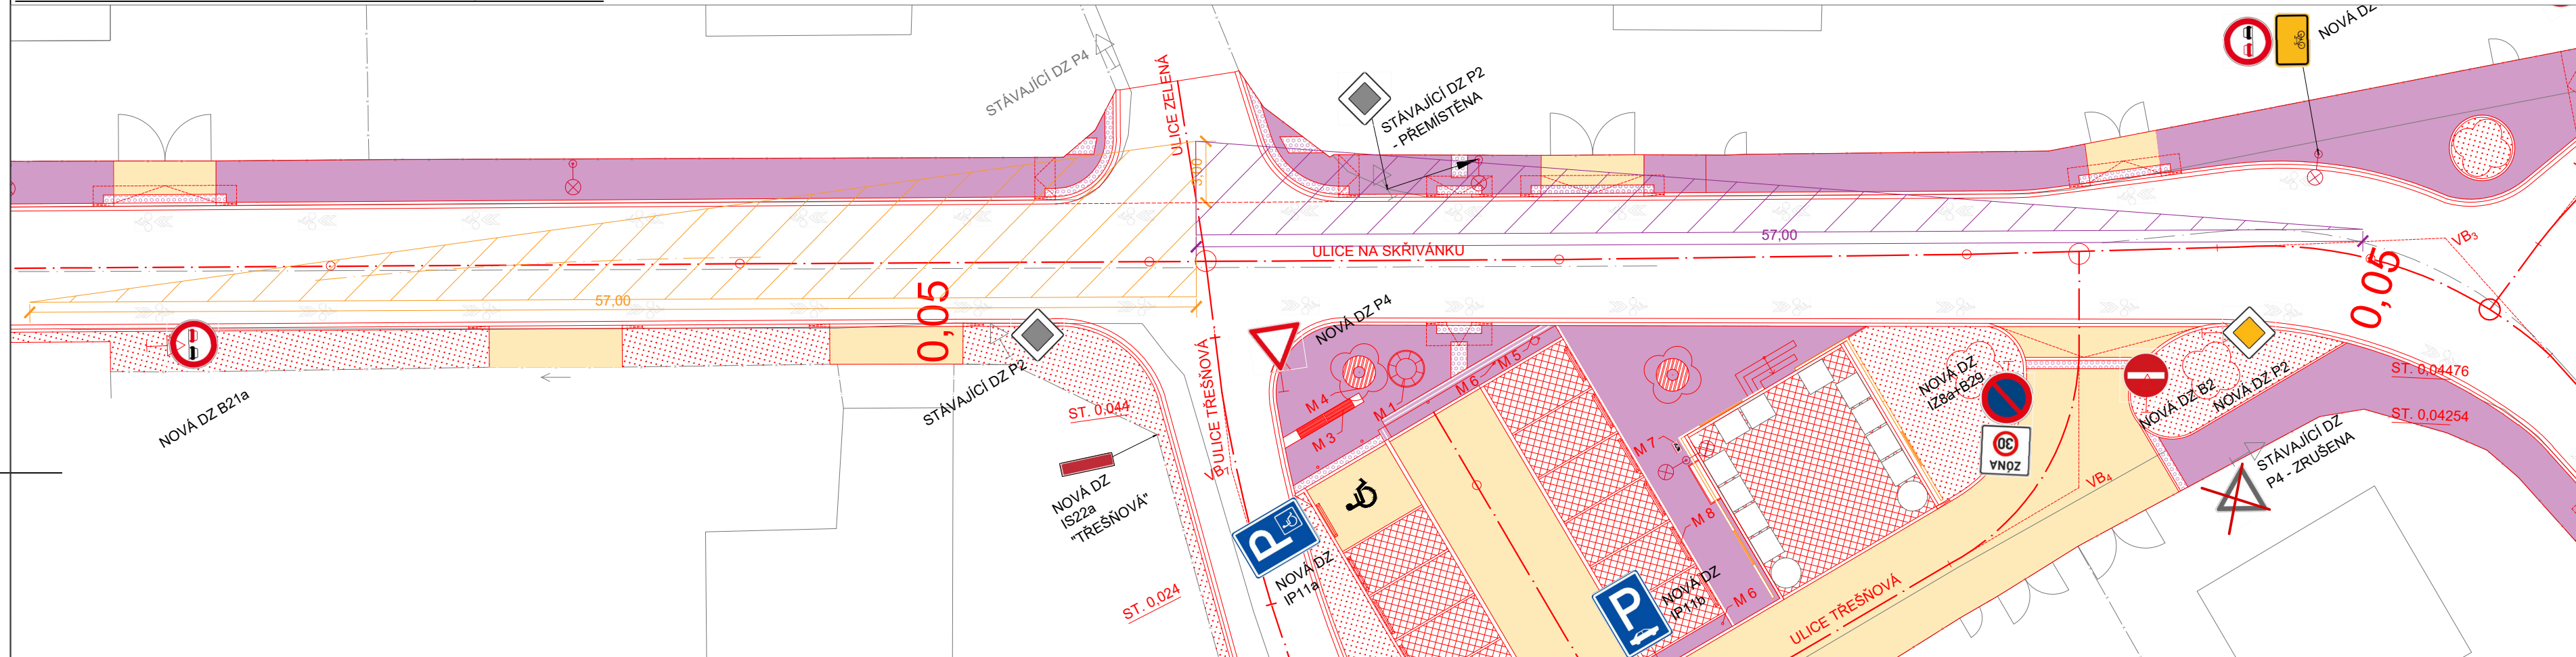 STÁVAJÍCÍ DZ P4
ULICE ZELENÁ
STÁVAJÍCÍ DZ P2
- PŘEMÍSTĚNA
NOVÁ DZ
3,00
57,00
ULICE NA SKŘIVÁNKU
57,00
VB3
0,05
0,05
NOVÁ DZ B21a
STÁVAJÍCÍ DZ P2
ST. 0,044
NOVÁ DZ
IS22a
"TŘEŠŇOVÁ"
ST. 0,024
ULICE TŘEŠŇOVÁ
NOVÁ DZ P4
M 4
M 3
M 1
M 6
M 5
P
NOVÁ DZ
IP11a
P
NOVÁ DZ
IP11b
M 7
M 8
M 6
NOVÁ DZ
IZ8a+B29
30
ZÓNA
NOVÁ DZ B2
NOVÁ DZ P2
ST. 0,04476
ST. 0,04254
STÁVAJÍCÍ DZ
P4 - ZRUŠENA
VB4
ULICE TŘEŠŇOVÁ